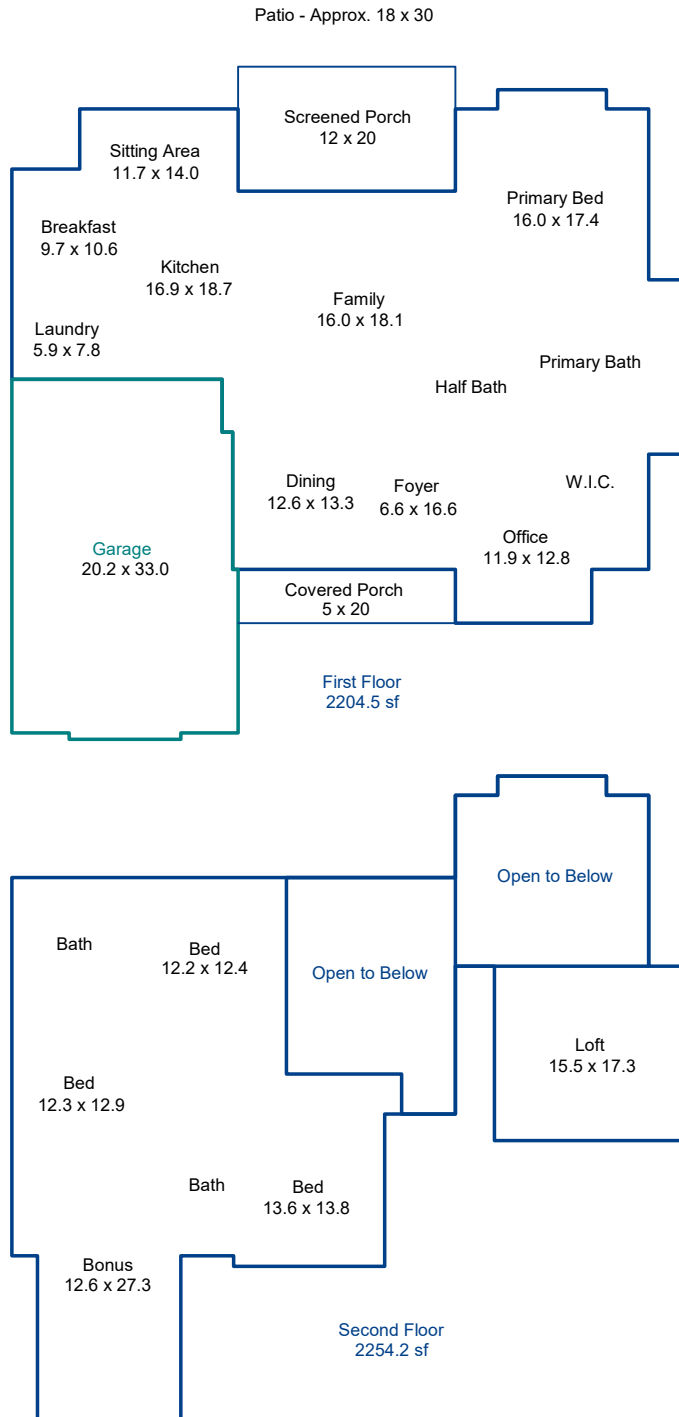 Patio - Approx. 18 x 30
Screened Porch
12 x 20
Sitting Area
11.7 x 14.0
Primary Bed
16.0 x 17.4
Breakfast
9.7 x 10.6
Kitchen
16.9 x 18.7
Family
16.0 x 18.1
Laundry
5.9 x 7.8
Primary Bath
Half Bath
Dining
12.6 x 13.3
Foyer
6.6 x 16.6
W.I.C.
Office
11.9 x 12.8
Garage
20.2 x 33.0
Covered Porch
5 x 20
First Floor
2204.5 sf
Open to Below
Bath
Bed
12.2 x 12.4
Open to Below
Loft
15.5 x 17.3
Bed
12.3 x 12.9
Bath
Bed
13.6 x 13.8
Bonus
12.6 x 27.3
Second Floor
2254.2 sf